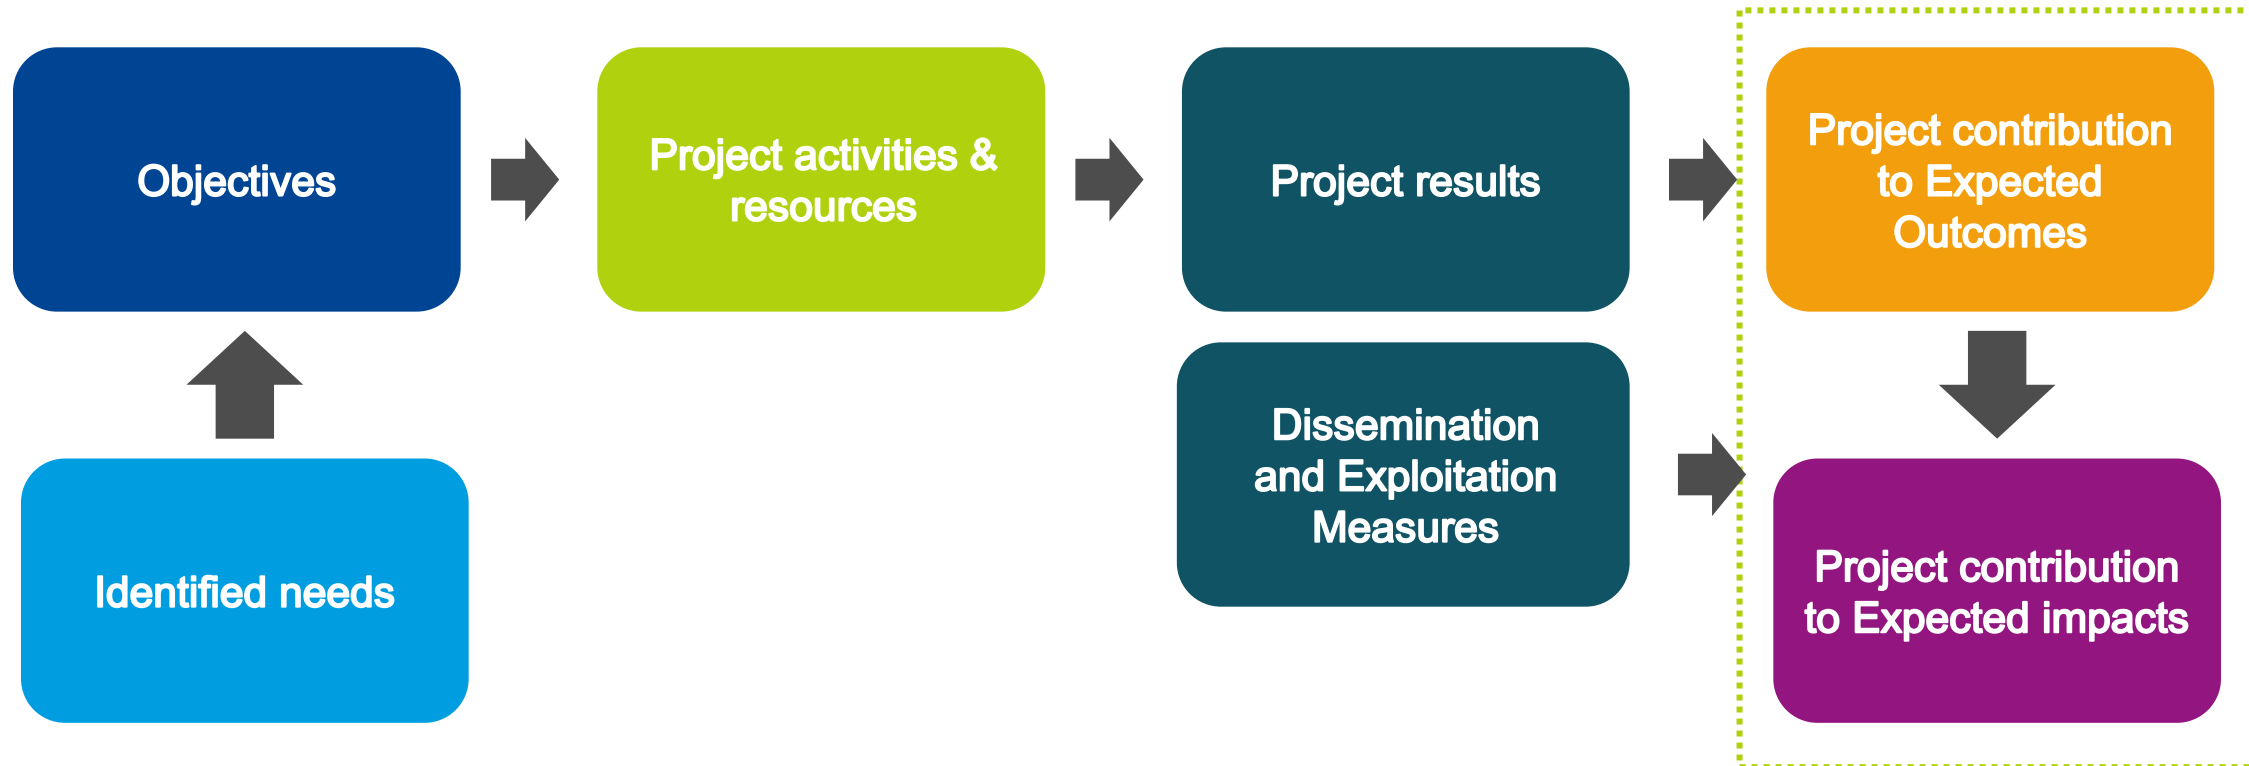 Objectives
Project activities &
resources
Project results
Project contribution
to Expected
Outcomes
Identified needs
Dissemination
and Exploitation
Measures
Project contribution
to Expected impacts